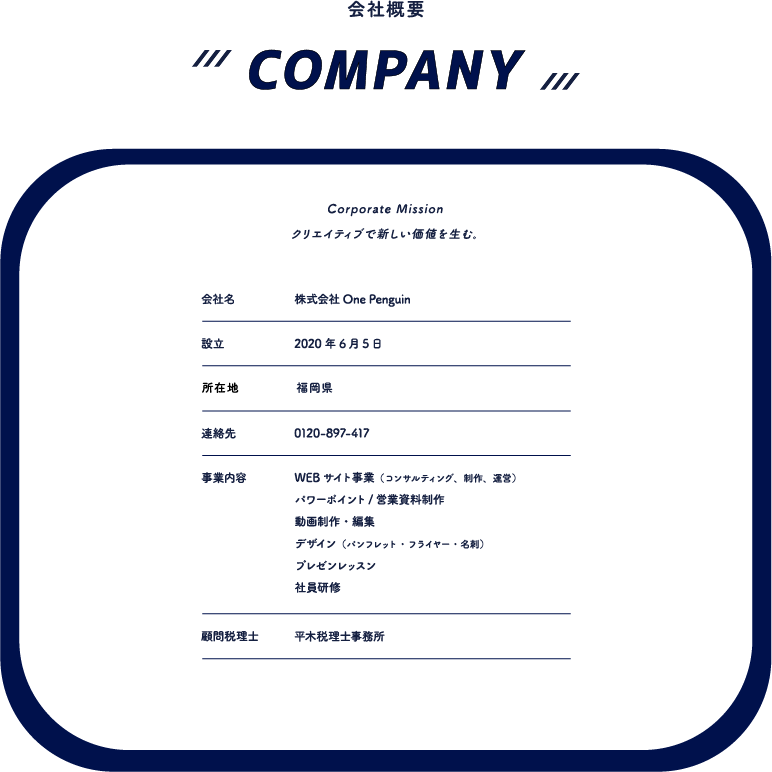 会社概要
COMPANY
Corporate Mission
クリエイティブで新しい価値を生む。
会社名 株式会社 One Penguin
設立 2020 年 6 月 5 日
所在地 福岡県
連絡先 0120-897-417
事業内容 WEB サイト事業（コンサルティング、制作、運営）
パワーポイント / 営業資料制作
動画制作・編集
デザイン（パンフレット・フライヤー・名刺）
プレゼンレッスン
社員研修
顧問税理士 平木税理士事務所